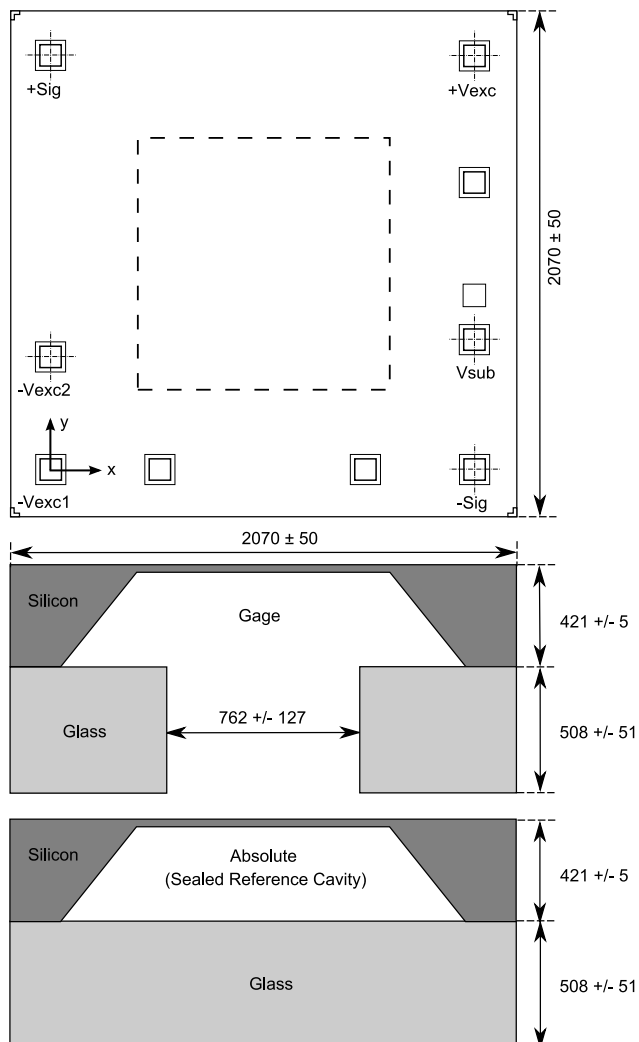 +Sig
+Vexc
2070 ± 50
-Vexc2
Vsub
y
x
-Vexc1
-Sig
2070 ± 50
Silicon
Gage
421 +/- 5
Glass
762 +/- 127
508 +/- 51
Silicon
Absolute
(Sealed Reference Cavity)
421 +/- 5
Glass
508 +/- 51